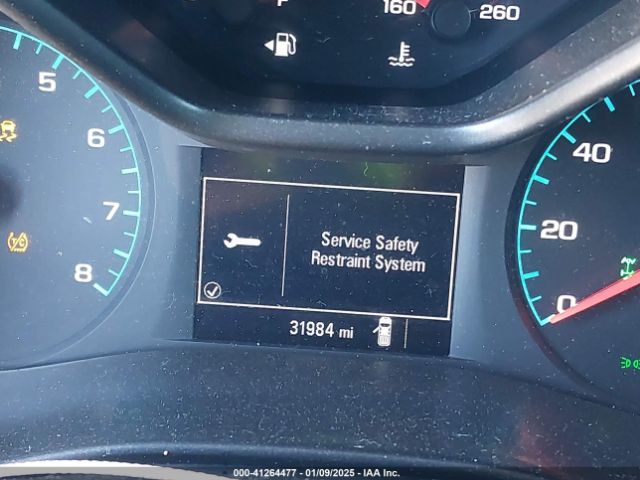 F
160 260
5
6
7
8
40
20
0
Service Safety
Restraint System
31984 mi
000-41264477 - 01/09/2025 - IAA Inc.